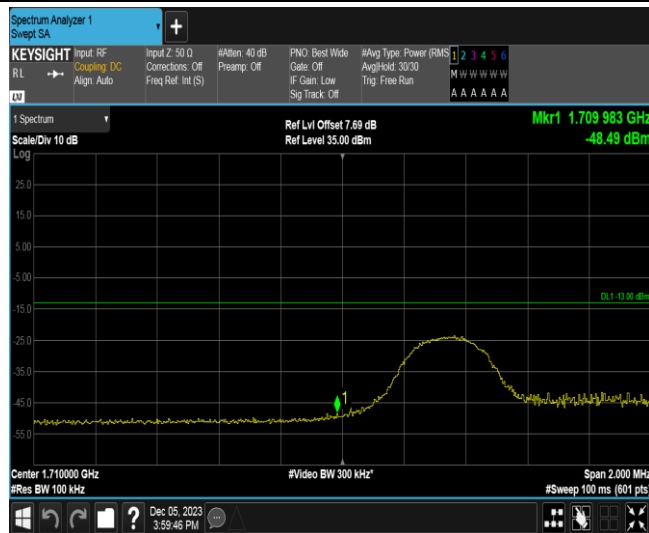 Spectrum Analyzer 1
Swept SA
+
KEYSIGHT
RL
LXI
Input: RF
Coupling: DC
Align: Auto
Input Z: 50 Ω
Corrections: Off
Freq Ref: Int (S)
#Atten: 40 dB
Preamp: Off
PNO: Best Wide
Gate: Off
IF Gain: Low
Sig Track: Off
#Avg Type: Power (RMS
Avg|Hold: 30/30
Trig: Free Run
1 2 3 4 5 6
M W W W W W
A A A A A A
1 Spectrum
Scale/Div 10 dB
Log
Ref Lvl Offset 7.69 dB
Ref Level 35.00 dBm
Mkr1 1.709 983 GHz
-48.49 dBm
25.0
15.0
5.00
-5.00
-15.0
-25.0
-35.0
-45.0
-55.0
DL1 -13.00 dBm
1
Center 1.710000 GHz
#Res BW 100 kHz
#Video BW 300 kHz*
Span 2.000 MHz
#Sweep 100 ms (601 pts)
?
Dec 05, 2023
3:59:46 PM